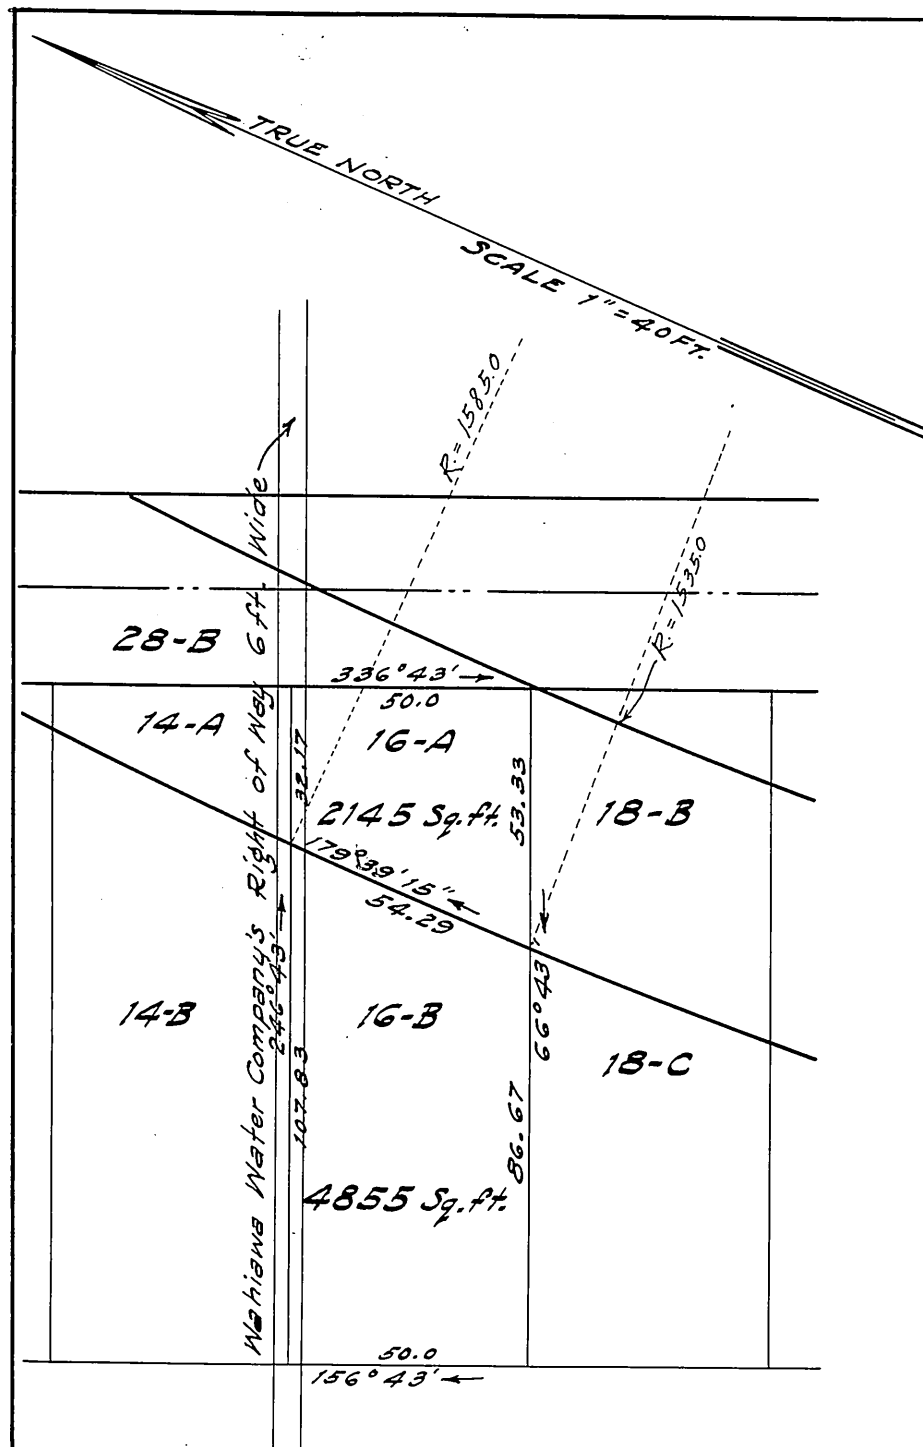 TRUE NORTH
SCALE 1"=40FT.
R.=1585.0
R.=1535.0
Wahiawa Water Company's Right of Way 6 ft. Wide
28-B
336°43'
50.0
14-A
16-A
32.17
53.33
2145 Sq.ft.
18-B
179°39'15"
54.29
246°43'
66°43'
14-B
16-B
18-C
107.83
86.67
4855 Sq.ft.
50.0
156°43'